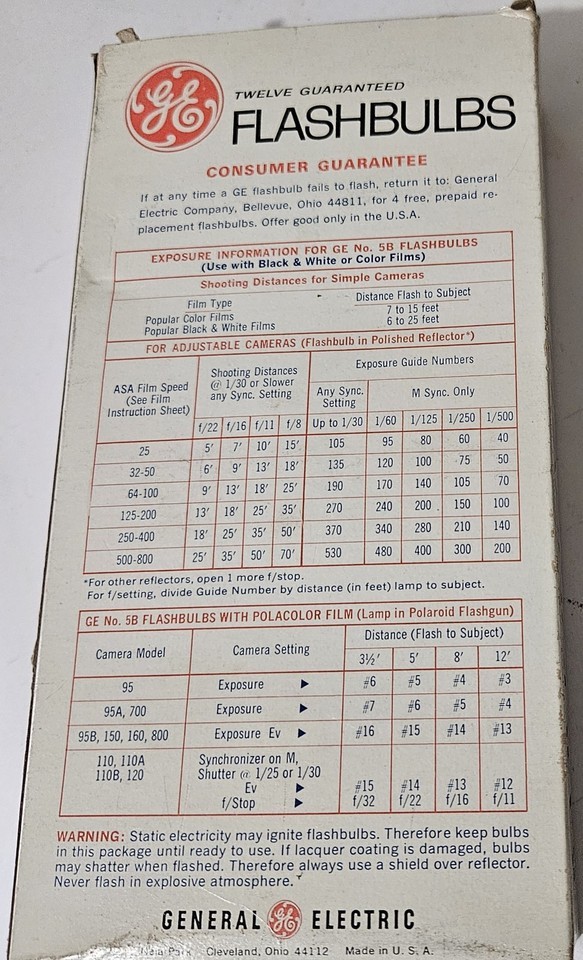 GE
TWELVE GUARANTEED
FLASHBULBS
CONSUMER GUARANTEE
If at any time a GE flashbulb fails to flash, return it to: General
Electric Company, Bellevue, Ohio 44811, for 4 free, prepaid re-
placement flashbulbs. Offer good only in the U.S.A.
EXPOSURE INFORMATION FOR GE No. 5B FLASHBULBS
(Use with Black & White or Color Films)
Shooting Distances for Simple Cameras
Film Type Distance Flash to Subject
Popular Color Films 7 to 15 feet
Popular Black & White Films 6 to 25 feet
FOR ADJUSTABLE CAMERAS (Flashbulb in Polished Reflector*)
ASA Film Speed
(See Film
Instruction Sheet)
Shooting Distances
@ 1/30 or Slower
any Sync. Setting
Exposure Guide Numbers
Any Sync.
Setting
M Sync. Only
f/22 f/16 f/11 f/8 Up to 1/30 1/60 1/125 1/250 1/500
25 5' 7' 10' 15' 105 95 80 60 40
32-50 6' 9' 13' 18' 135 120 100 75 50
64-100 9' 13' 18' 25' 190 170 140 105 70
125-200 13' 18' 25' 35' 270 240 200 150 100
250-400 18' 25' 35' 50' 370 340 280 210 140
500-800 25' 35' 50' 70' 530 480 400 300 200
*For other reflectors, open 1 more f/stop.
For f/setting, divide Guide Number by distance (in feet) lamp to subject.
GE No. 5B FLASHBULBS WITH POLACOLOR FILM (Lamp in Polaroid Flashgun)
Camera Model Camera Setting Distance (Flash to Subject)
3½' 5' 8' 12'
95 Exposure ▶ #6 #5 #4 #3
95A, 700 Exposure ▶ #7 #6 #5 #4
95B, 150, 160, 800 Exposure Ev ▶ #16 #15 #14 #13
110, 110A Synchronizer on M,
110B, 120 Shutter @ 1/25 or 1/30
Ev ▶ #15 #14 #13 #12
f/Stop ▶ f/32 f/22 f/16 f/11
WARNING: Static electricity may ignite flashbulbs. Therefore keep bulbs
in this package until ready to use. If lacquer coating is damaged, bulbs
may shatter when flashed. Therefore always use a shield over reflector.
Never flash in explosive atmosphere.
GENERAL GE ELECTRIC
Nela Park Cleveland, Ohio 44112 Made in U. S. A.